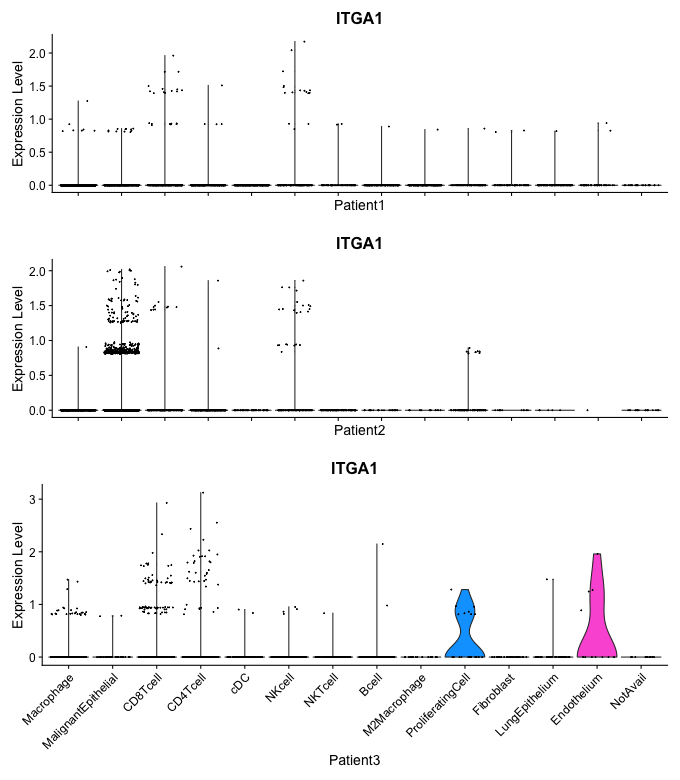 ITGA1
Expression Level
2.0
1.5
1.0
0.5
0.0
Patient1
ITGA1
Expression Level
2.0
1.5
1.0
0.5
0.0
Patient2
ITGA1
Expression Level
3
2
1
0
Macrophage
MalignantEpithelial
CD8Tcell
CD4Tcell
cDC
NKcell
NKTcell
Bcell
M2Macrophage
ProliferatingCell
Fibroblast
LungEpithelium
Endothelium
NotAvail
Patient3